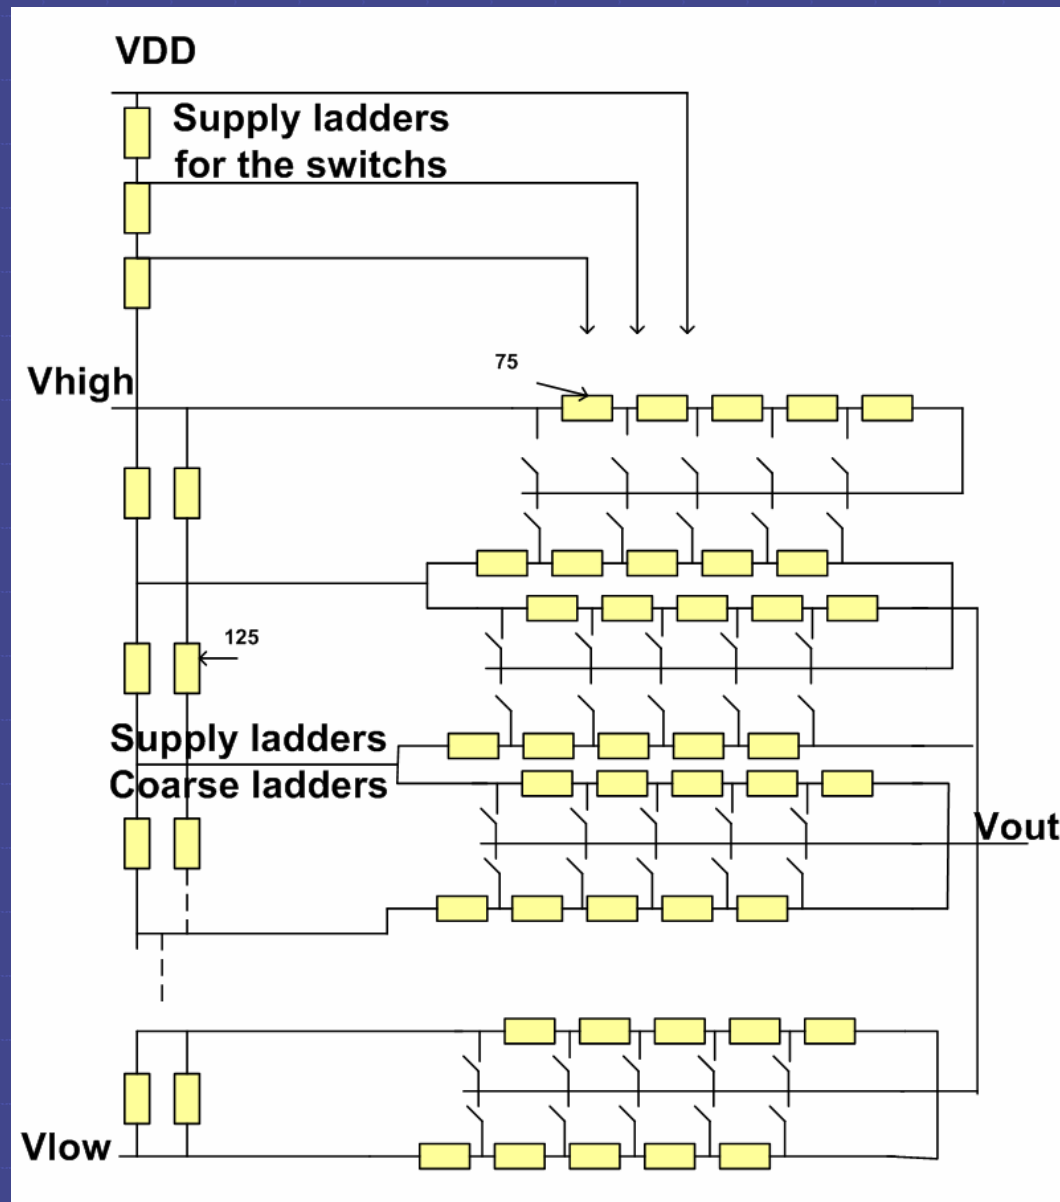 VDD
Supply ladders
for the switchs
75
Vhigh
125
Supply ladders
Coarse ladders
Vout
Vlow